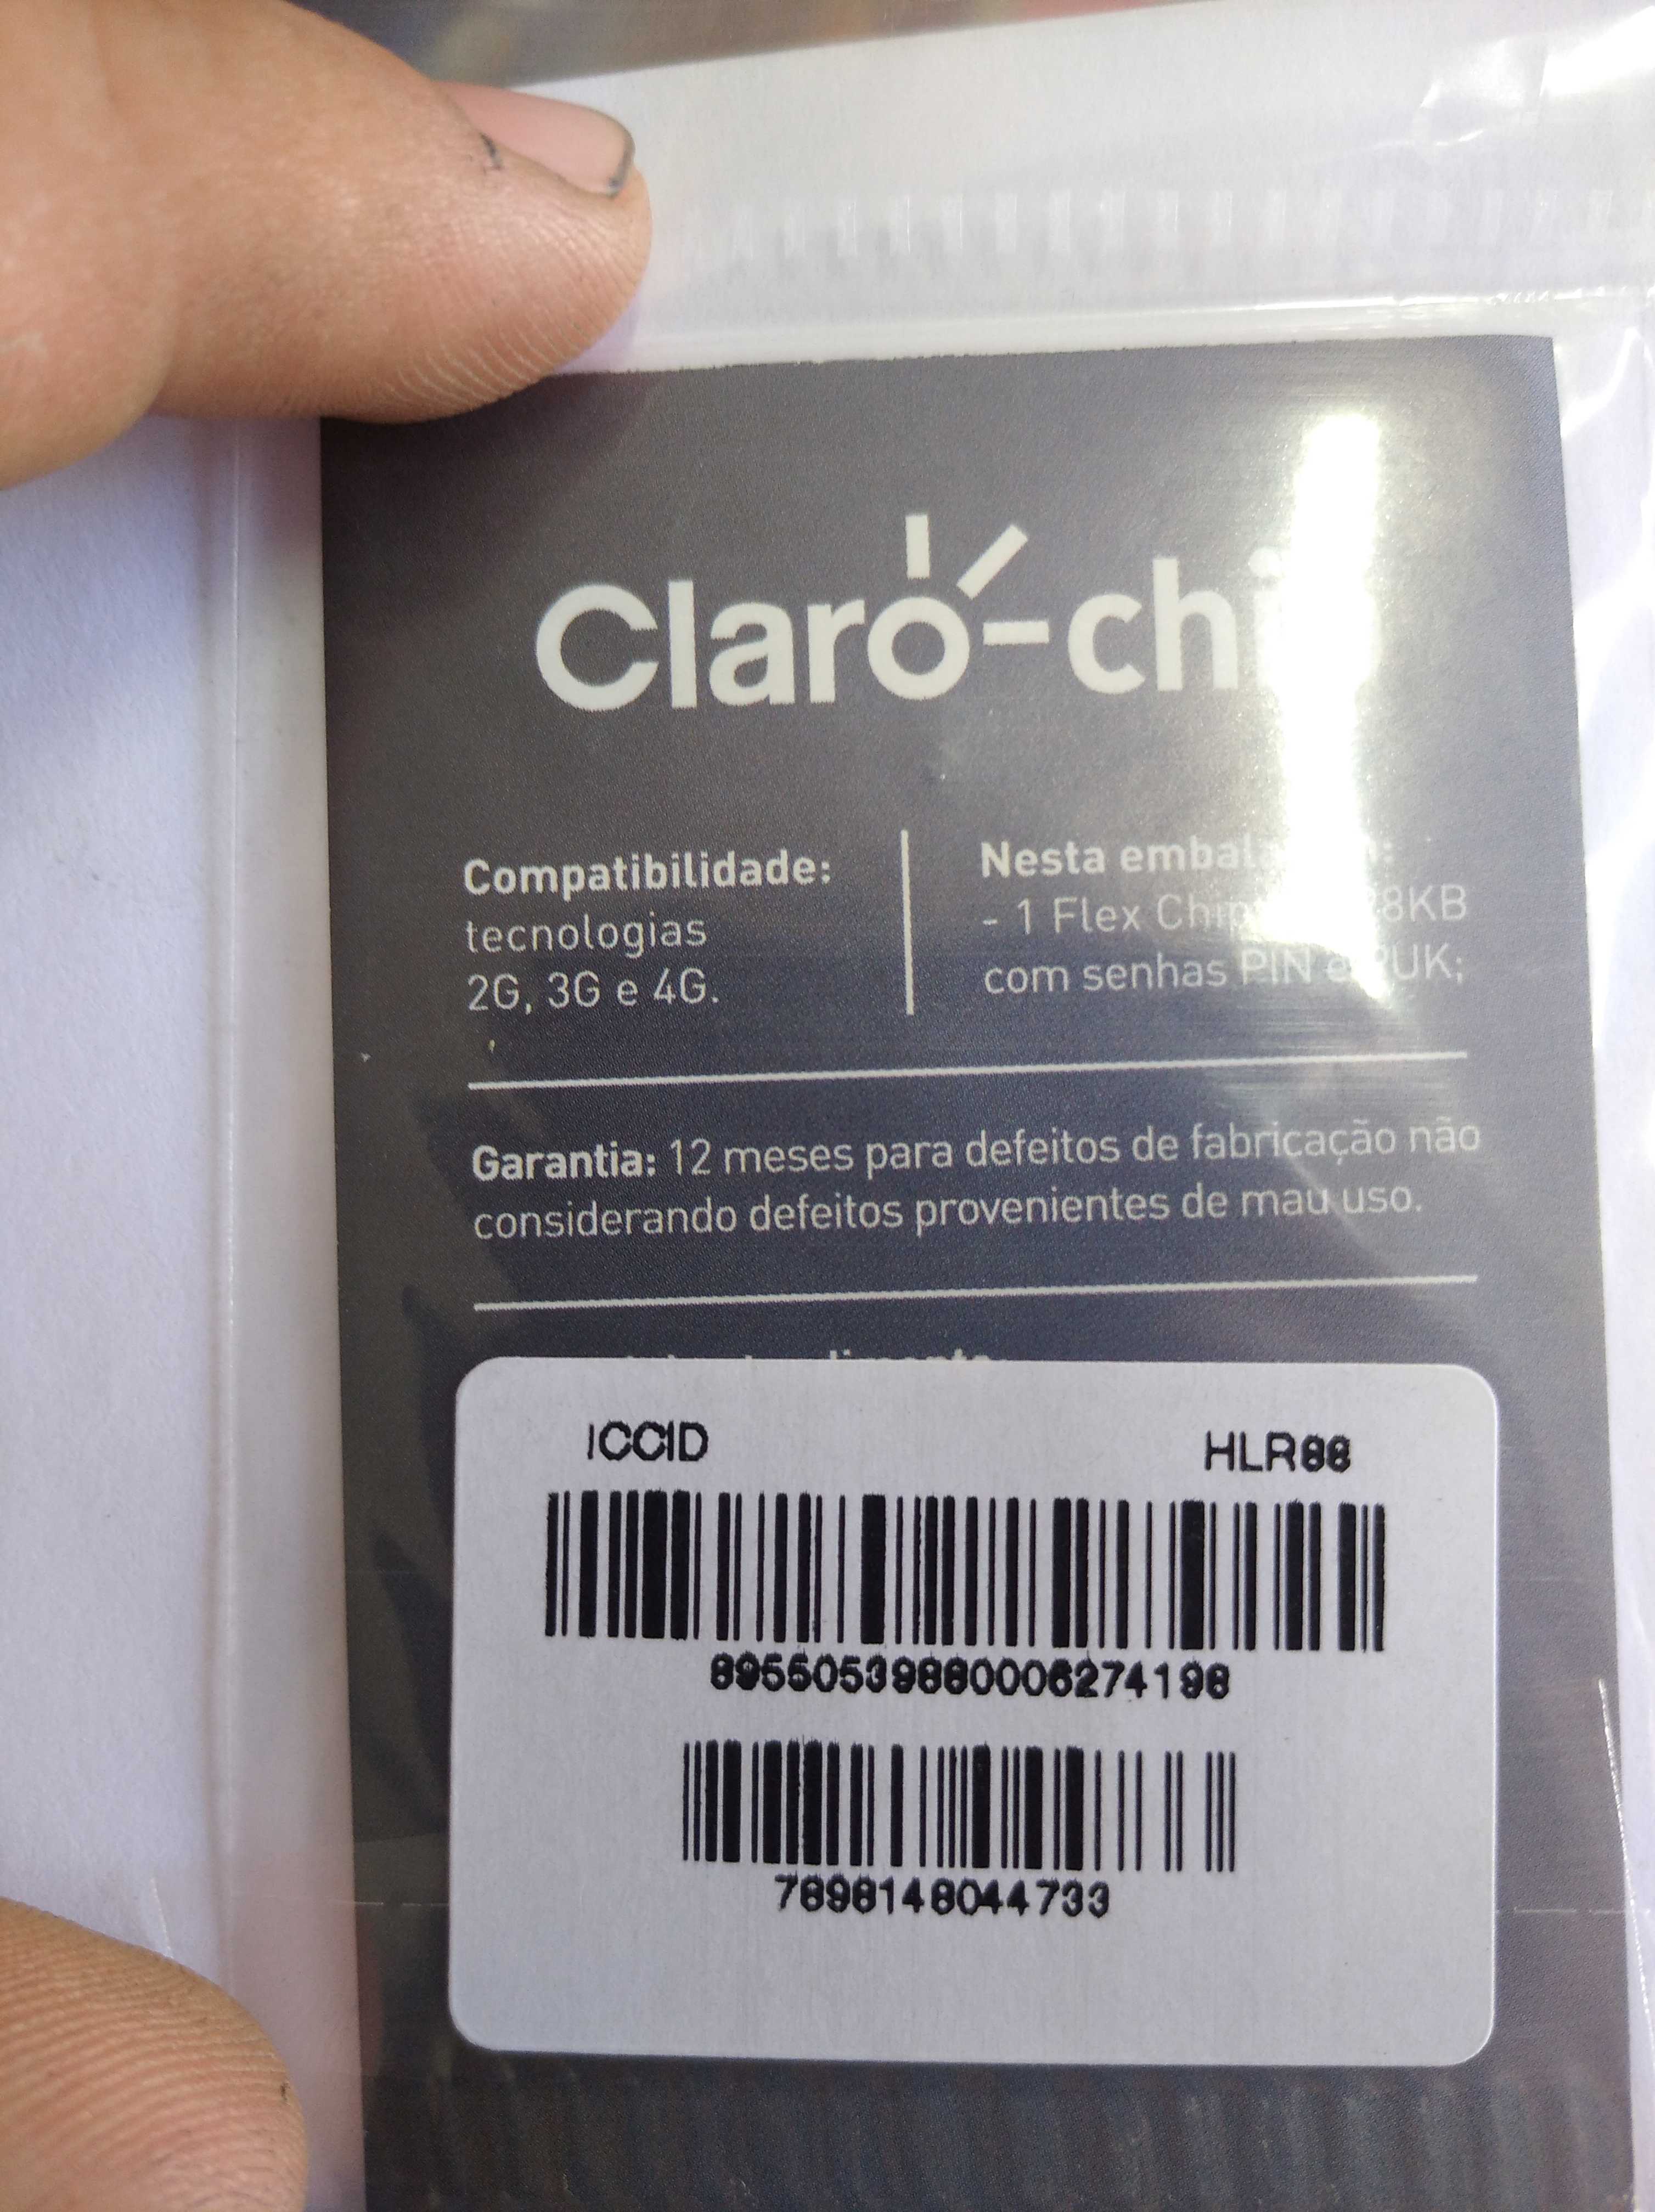 Claro-chip
Compatibilidade:
tecnologias
2G, 3G e 4G.
Nesta
- 1 Flex Chip
com senhas PIN e PUK;
Garantia: 12 meses para defeitos de fabricação não
considerando defeitos provenientes de mau uso.
ICCID HLR88
89550539880006274198
7898148044733